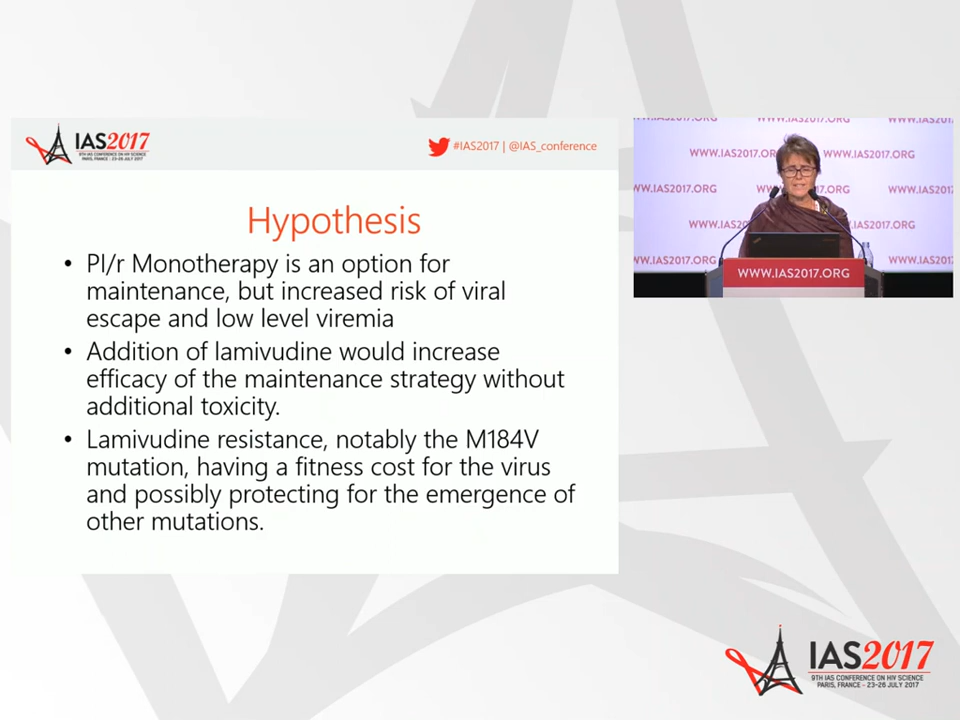 IAS2017
9TH IAS CONFERENCE ON HIV SCIENCE
PARIS, FRANCE - 23-26 JULY 2017
#IAS2017 | @IAS_conference
Hypothesis
• PI/r Monotherapy is an option for
maintenance, but increased risk of viral
escape and low level viremia
• Addition of lamivudine would increase
efficacy of the maintenance strategy without
additional toxicity.
• Lamivudine resistance, notably the M184V
mutation, having a fitness cost for the virus
and possibly protecting for the emergence of
other mutations.
WWW.IAS2017.ORG
WWW.IAS2017.ORG
WWW.IAS2017.ORG
WWW.IAS2017.ORG
IAS2017
9TH IAS CONFERENCE ON HIV SCIENCE
PARIS, FRANCE - 23-26 JULY 2017